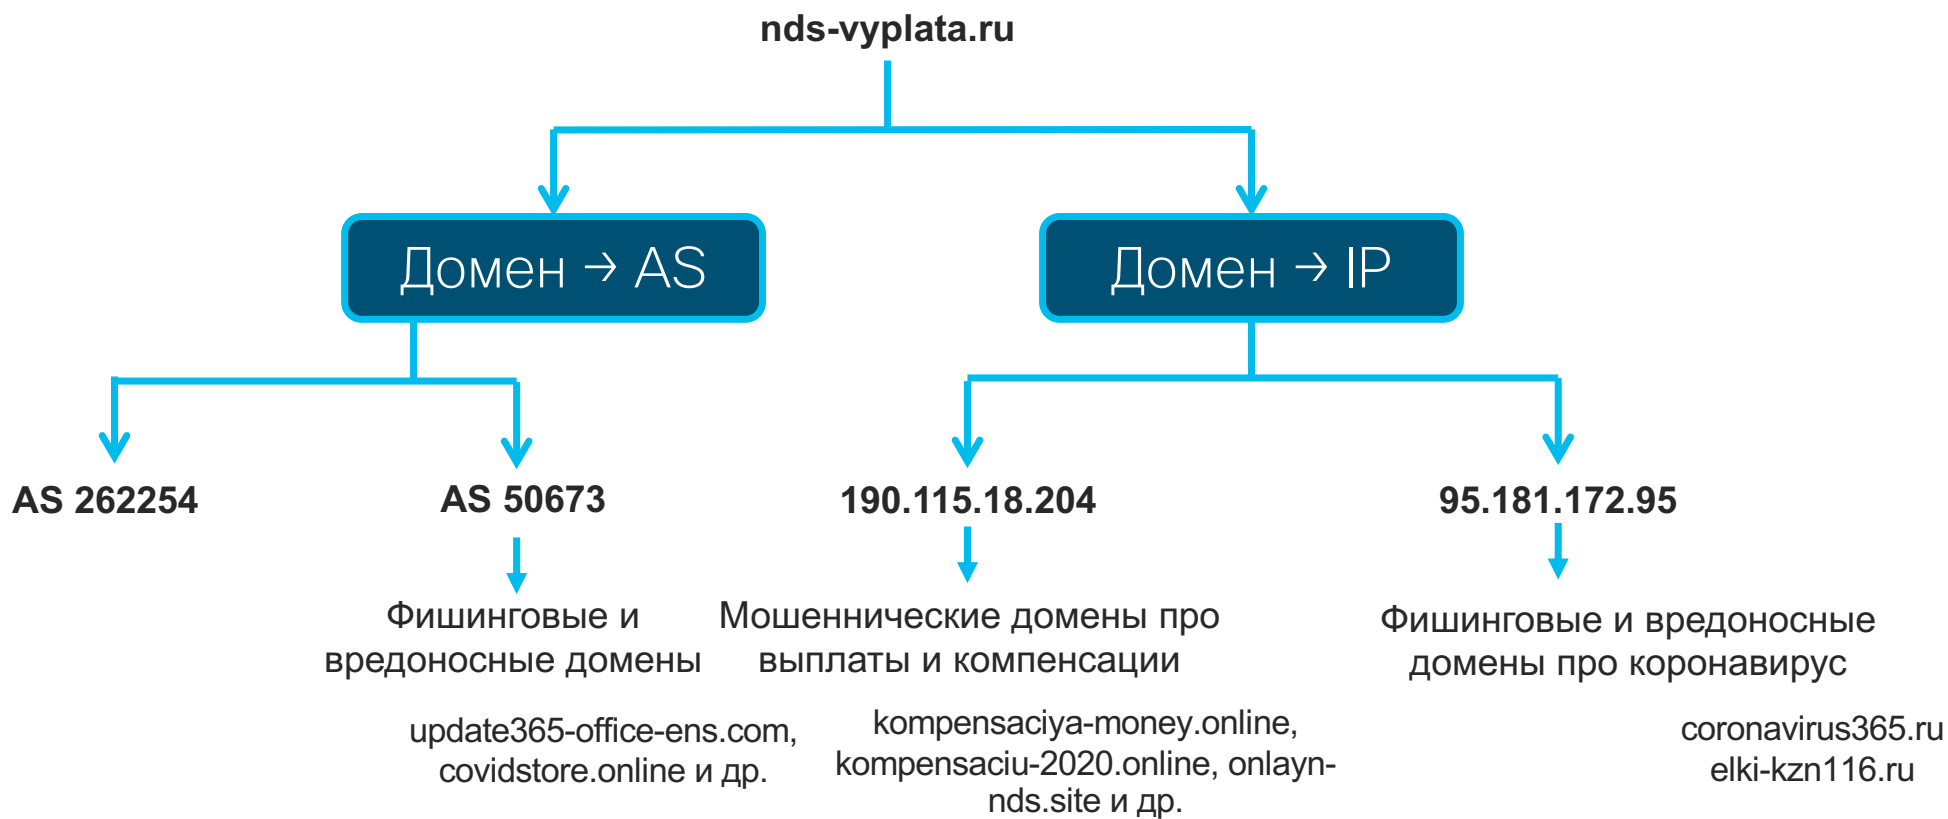 nds-vyplata.ru
Домен → AS
Домен → IP
AS 262254
AS 50673
190.115.18.204
95.181.172.95
Фишинговые и
вредоносные домены
update365-office-ens.com,
covidstore.online и др.
Мошеннические домены про
выплаты и компенсации
kompensaciya-money.online,
kompensaciu-2020.online, onlayn-
nds.site и др.
Фишинговые и вредоносные
домены про коронавирус
coronavirus365.ru
elki-kzn116.ru